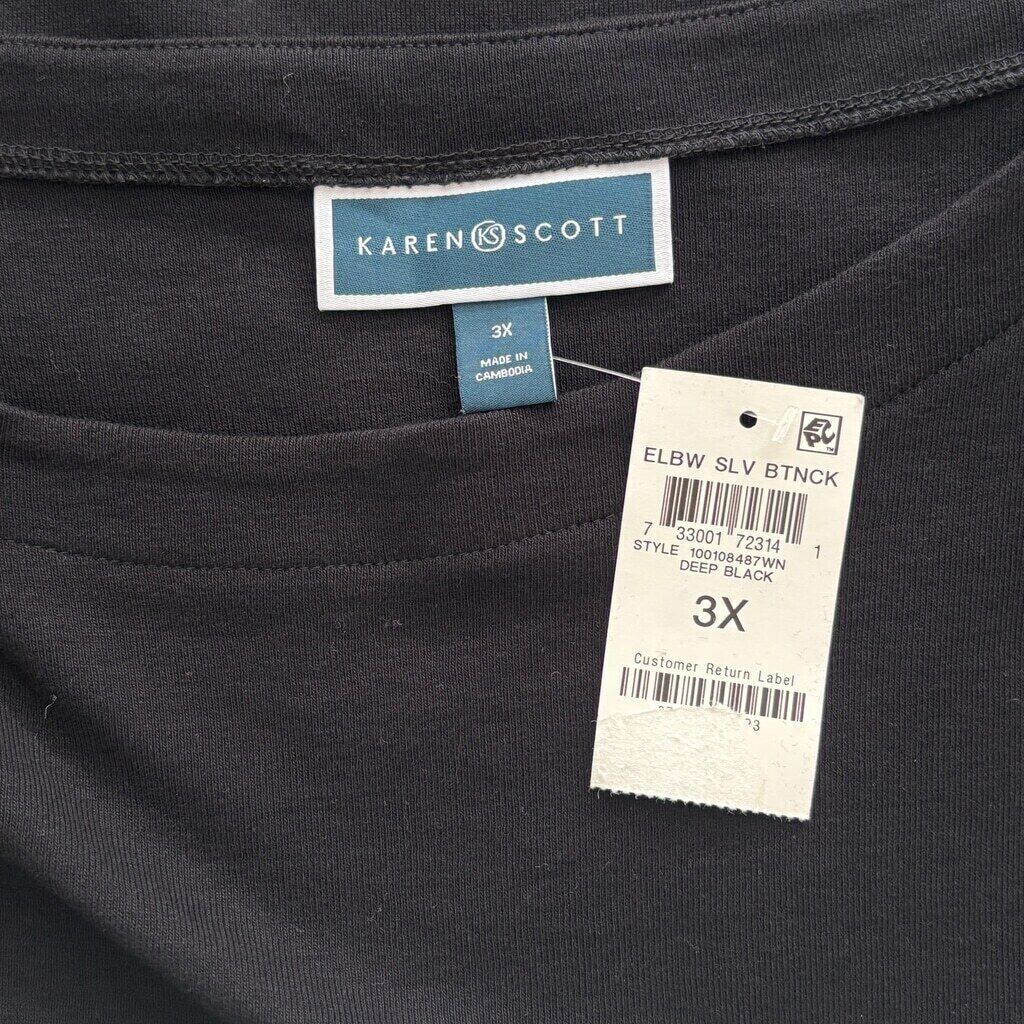 KAREN KS SCOTT
3X
MADE IN
CAMBODIA
EPC™
ELBW SLV BTNCK
7 33001 72314 1
STYLE 100108487WN
DEEP BLACK
3X
Customer Return Label